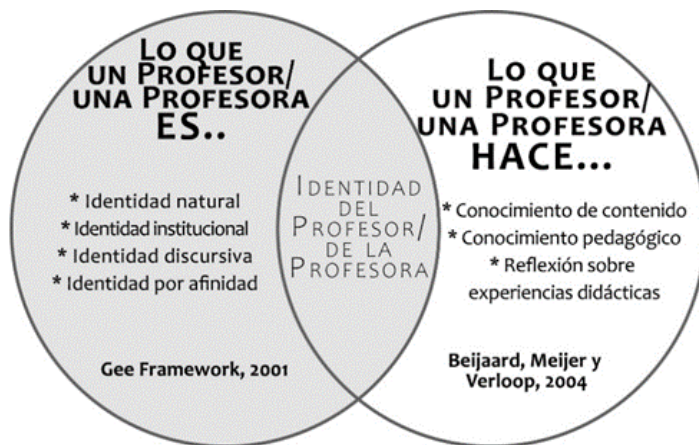 LO QUE
UN PROFESOR/
UNA PROFESORA
ES..
* Identidad natural
* Identidad institucional
* Identidad discursiva
* Identidad por afinidad
Gee Framework, 2001
IDENTIDAD
DEL
PROFESOR/
DE LA
PROFESORA
LO QUE
UN PROFESOR/
UNA PROFESORA
HACE...
* Conocimiento de contenido
* Conocimiento pedagógico
* Reflexión sobre
experiencias didácticas
Beijaard, Meijer y
Verloop, 2004